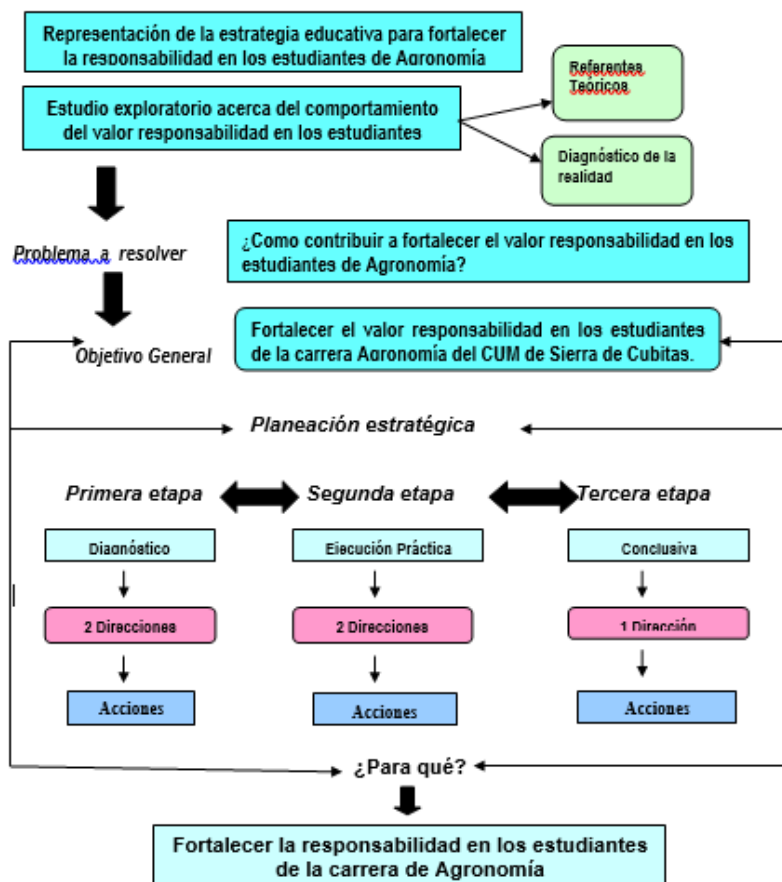 Representación de la estrategia educativa para fortalecer
la responsabilidad en los estudiantes de Agronomía
Estudio exploratorio acerca del comportamiento
del valor responsabilidad en los estudiantes
Referentes
Teóricos
Diagnóstico de la
realidad
Problema a resolver
¿Como contribuir a fortalecer el valor responsabilidad en los
estudiantes de Agronomía?
Objetivo General
Fortalecer el valor responsabilidad en los estudiantes
de la carrera Agronomía del CUM de Sierra de Cubitas.
Planeación estratégica
Primera etapa
Segunda etapa
Tercera etapa
Diagnóstico
Ejecución Práctica
Conclusiva
2 Direcciones
2 Direcciones
1 Dirección
Acciones
Acciones
Acciones
¿Para qué?
Fortalecer la responsabilidad en los estudiantes
de la carrera de Agronomía